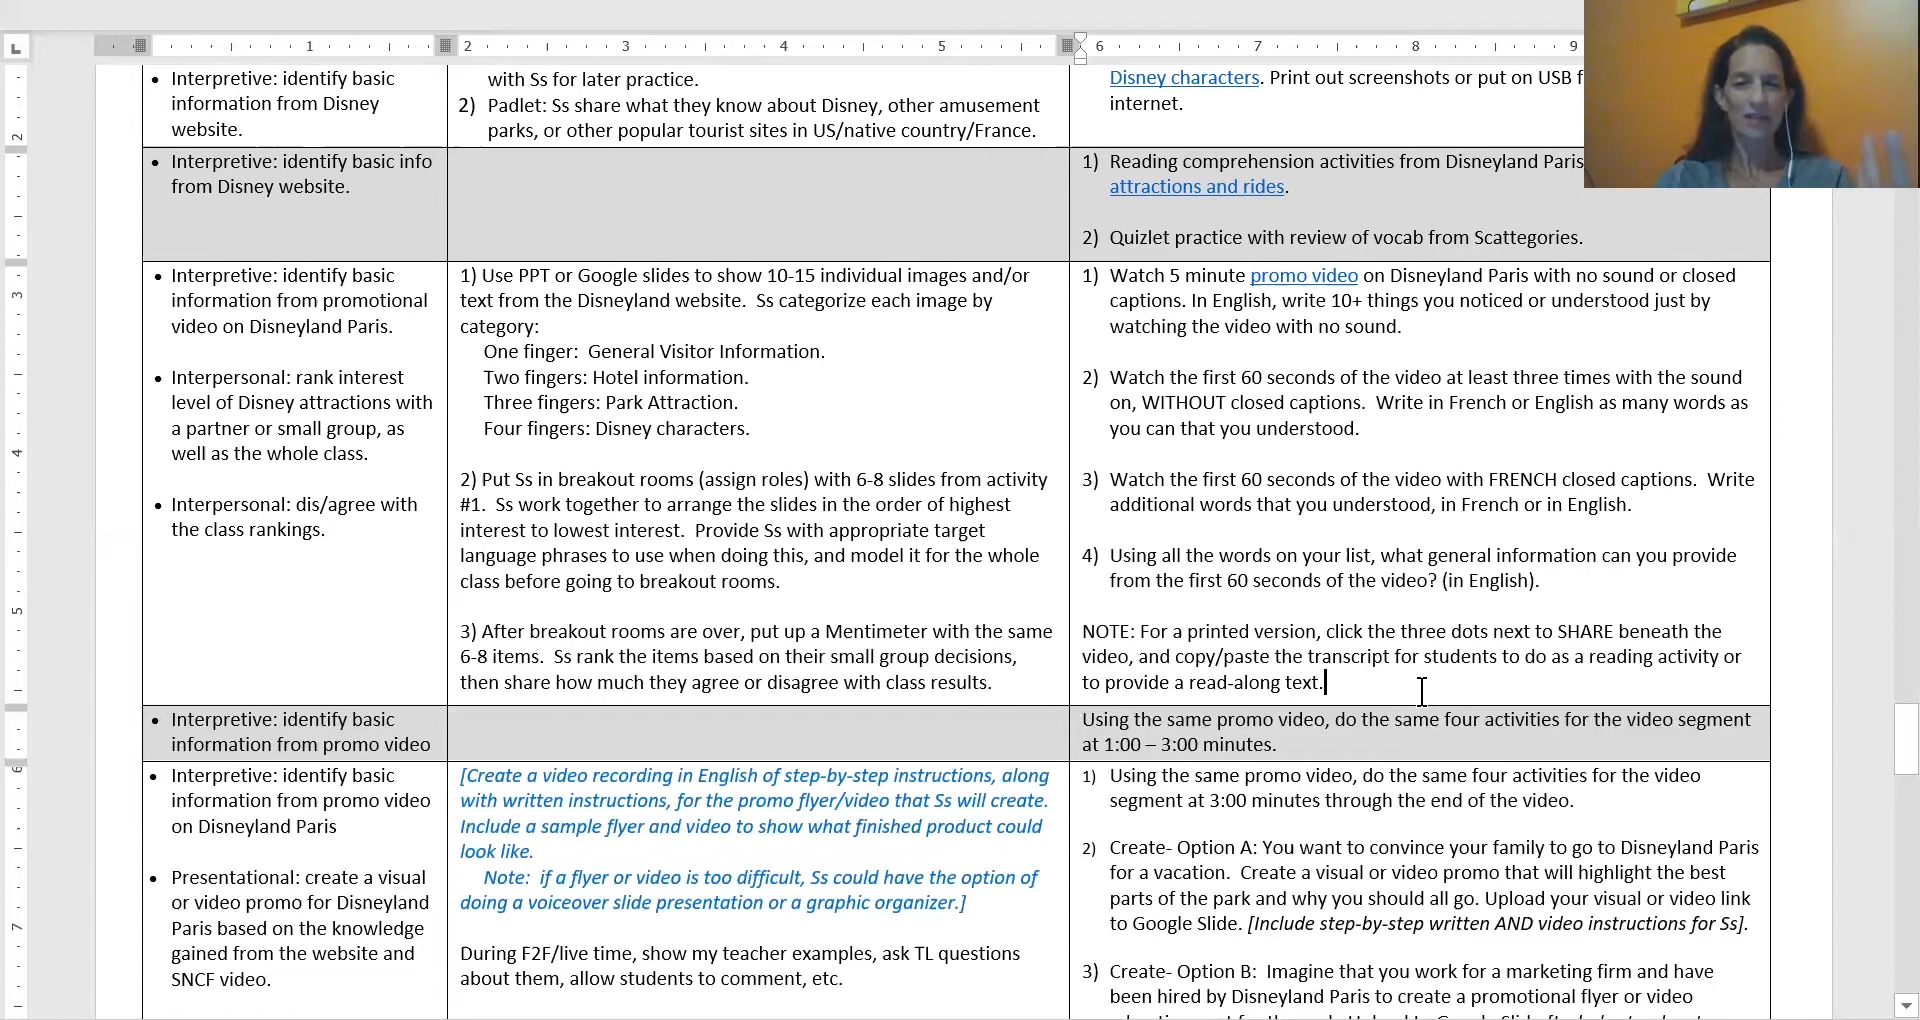 L
1 2 3 4 5 6 7 8 9
2
3
4
5
6
7
• Interpretive: identify basic
information from Disney
website.
with Ss for later practice.
2) Padlet: Ss share what they know about Disney, other amusement
parks, or other popular tourist sites in US/native country/France.
Disney characters. Print out screenshots or put on USB f
internet.
• Interpretive: identify basic info
from Disney website.
1) Reading comprehension activities from Disneyland Paris
attractions and rides.
2) Quizlet practice with review of vocab from Scattegories.
• Interpretive: identify basic
information from promotional
video on Disneyland Paris.
• Interpersonal: rank interest
level of Disney attractions with
a partner or small group, as
well as the whole class.
• Interpersonal: dis/agree with
the class rankings.
1) Use PPT or Google slides to show 10-15 individual images and/or
text from the Disneyland website.  Ss categorize each image by
category:
One finger:  General Visitor Information.
Two fingers: Hotel information.
Three fingers: Park Attraction.
Four fingers: Disney characters.
2) Put Ss in breakout rooms (assign roles) with 6-8 slides from activity
#1.  Ss work together to arrange the slides in the order of highest
interest to lowest interest.  Provide Ss with appropriate target
language phrases to use when doing this, and model it for the whole
class before going to breakout rooms.
3) After breakout rooms are over, put up a Mentimeter with the same
6-8 items.  Ss rank the items based on their small group decisions,
then share how much they agree or disagree with class results.
1) Watch 5 minute promo video on Disneyland Paris with no sound or closed
captions. In English, write 10+ things you noticed or understood just by
watching the video with no sound.
2) Watch the first 60 seconds of the video at least three times with the sound
on, WITHOUT closed captions.  Write in French or English as many words as
you can that you understood.
3) Watch the first 60 seconds of the video with FRENCH closed captions.  Write
additional words that you understood, in French or in English.
4) Using all the words on your list, what general information can you provide
from the first 60 seconds of the video? (in English).
NOTE: For a printed version, click the three dots next to SHARE beneath the
video, and copy/paste the transcript for students to do as a reading activity or
to provide a read-along text.
• Interpretive: identify basic
information from promo video
Using the same promo video, do the same four activities for the video segment
at 1:00 – 3:00 minutes.
• Interpretive: identify basic
information from promo video
on Disneyland Paris
• Presentational: create a visual
or video promo for Disneyland
Paris based on the knowledge
gained from the website and
SNCF video.
[Create a video recording in English of step-by-step instructions, along
with written instructions, for the promo flyer/video that Ss will create.
Include a sample flyer and video to show what finished product could
look like.
Note:  if a flyer or video is too difficult, Ss could have the option of
doing a voiceover slide presentation or a graphic organizer.]
During F2F/live time, show my teacher examples, ask TL questions
about them, allow students to comment, etc.
1) Using the same promo video, do the same four activities for the video
segment at 3:00 minutes through the end of the video.
2) Create- Option A: You want to convince your family to go to Disneyland Paris
for a vacation.  Create a visual or video promo that will highlight the best
parts of the park and why you should all go. Upload your visual or video link
to Google Slide. [Include step-by-step written AND video instructions for Ss].
3) Create- Option B:  Imagine that you work for a marketing firm and have
been hired by Disneyland Paris to create a promotional flyer or video